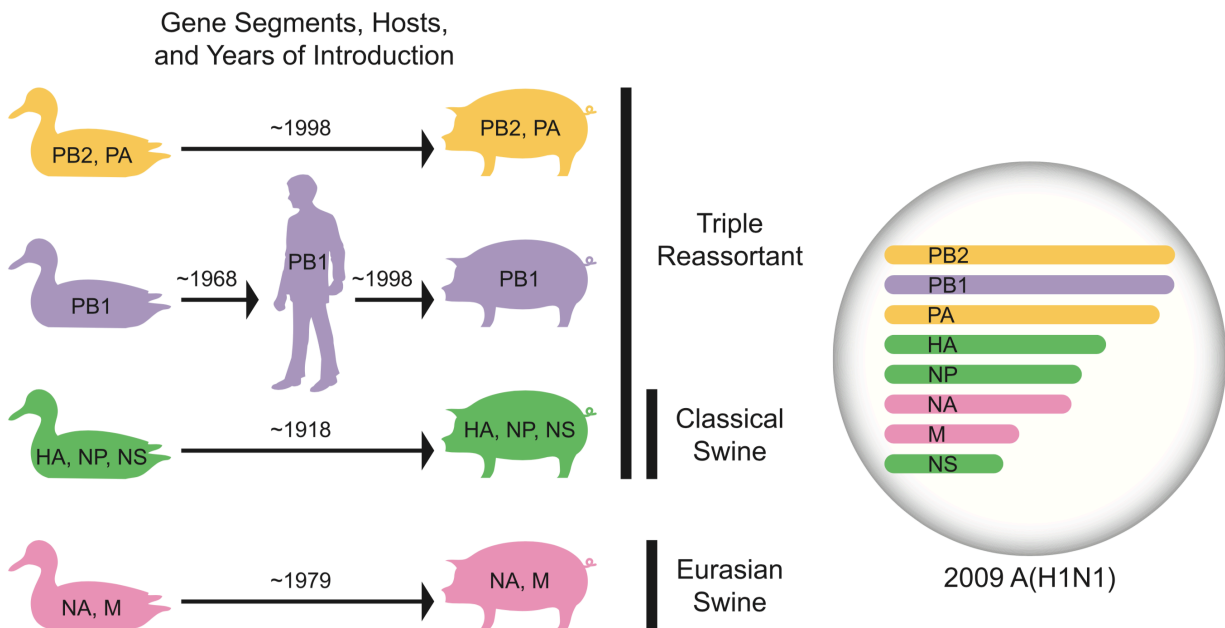 Gene Segments, Hosts,
and Years of Introduction
PB2, PA
~1998
PB2, PA
PB1
~1968
PB1
~1998
PB1
HA, NP, NS
~1918
HA, NP, NS
NA, M
~1979
NA, M
Triple
Reassortant
Classical
Swine
Eurasian
Swine
PB2
PB1
PA
HA
NP
NA
M
NS
2009 A(H1N1)